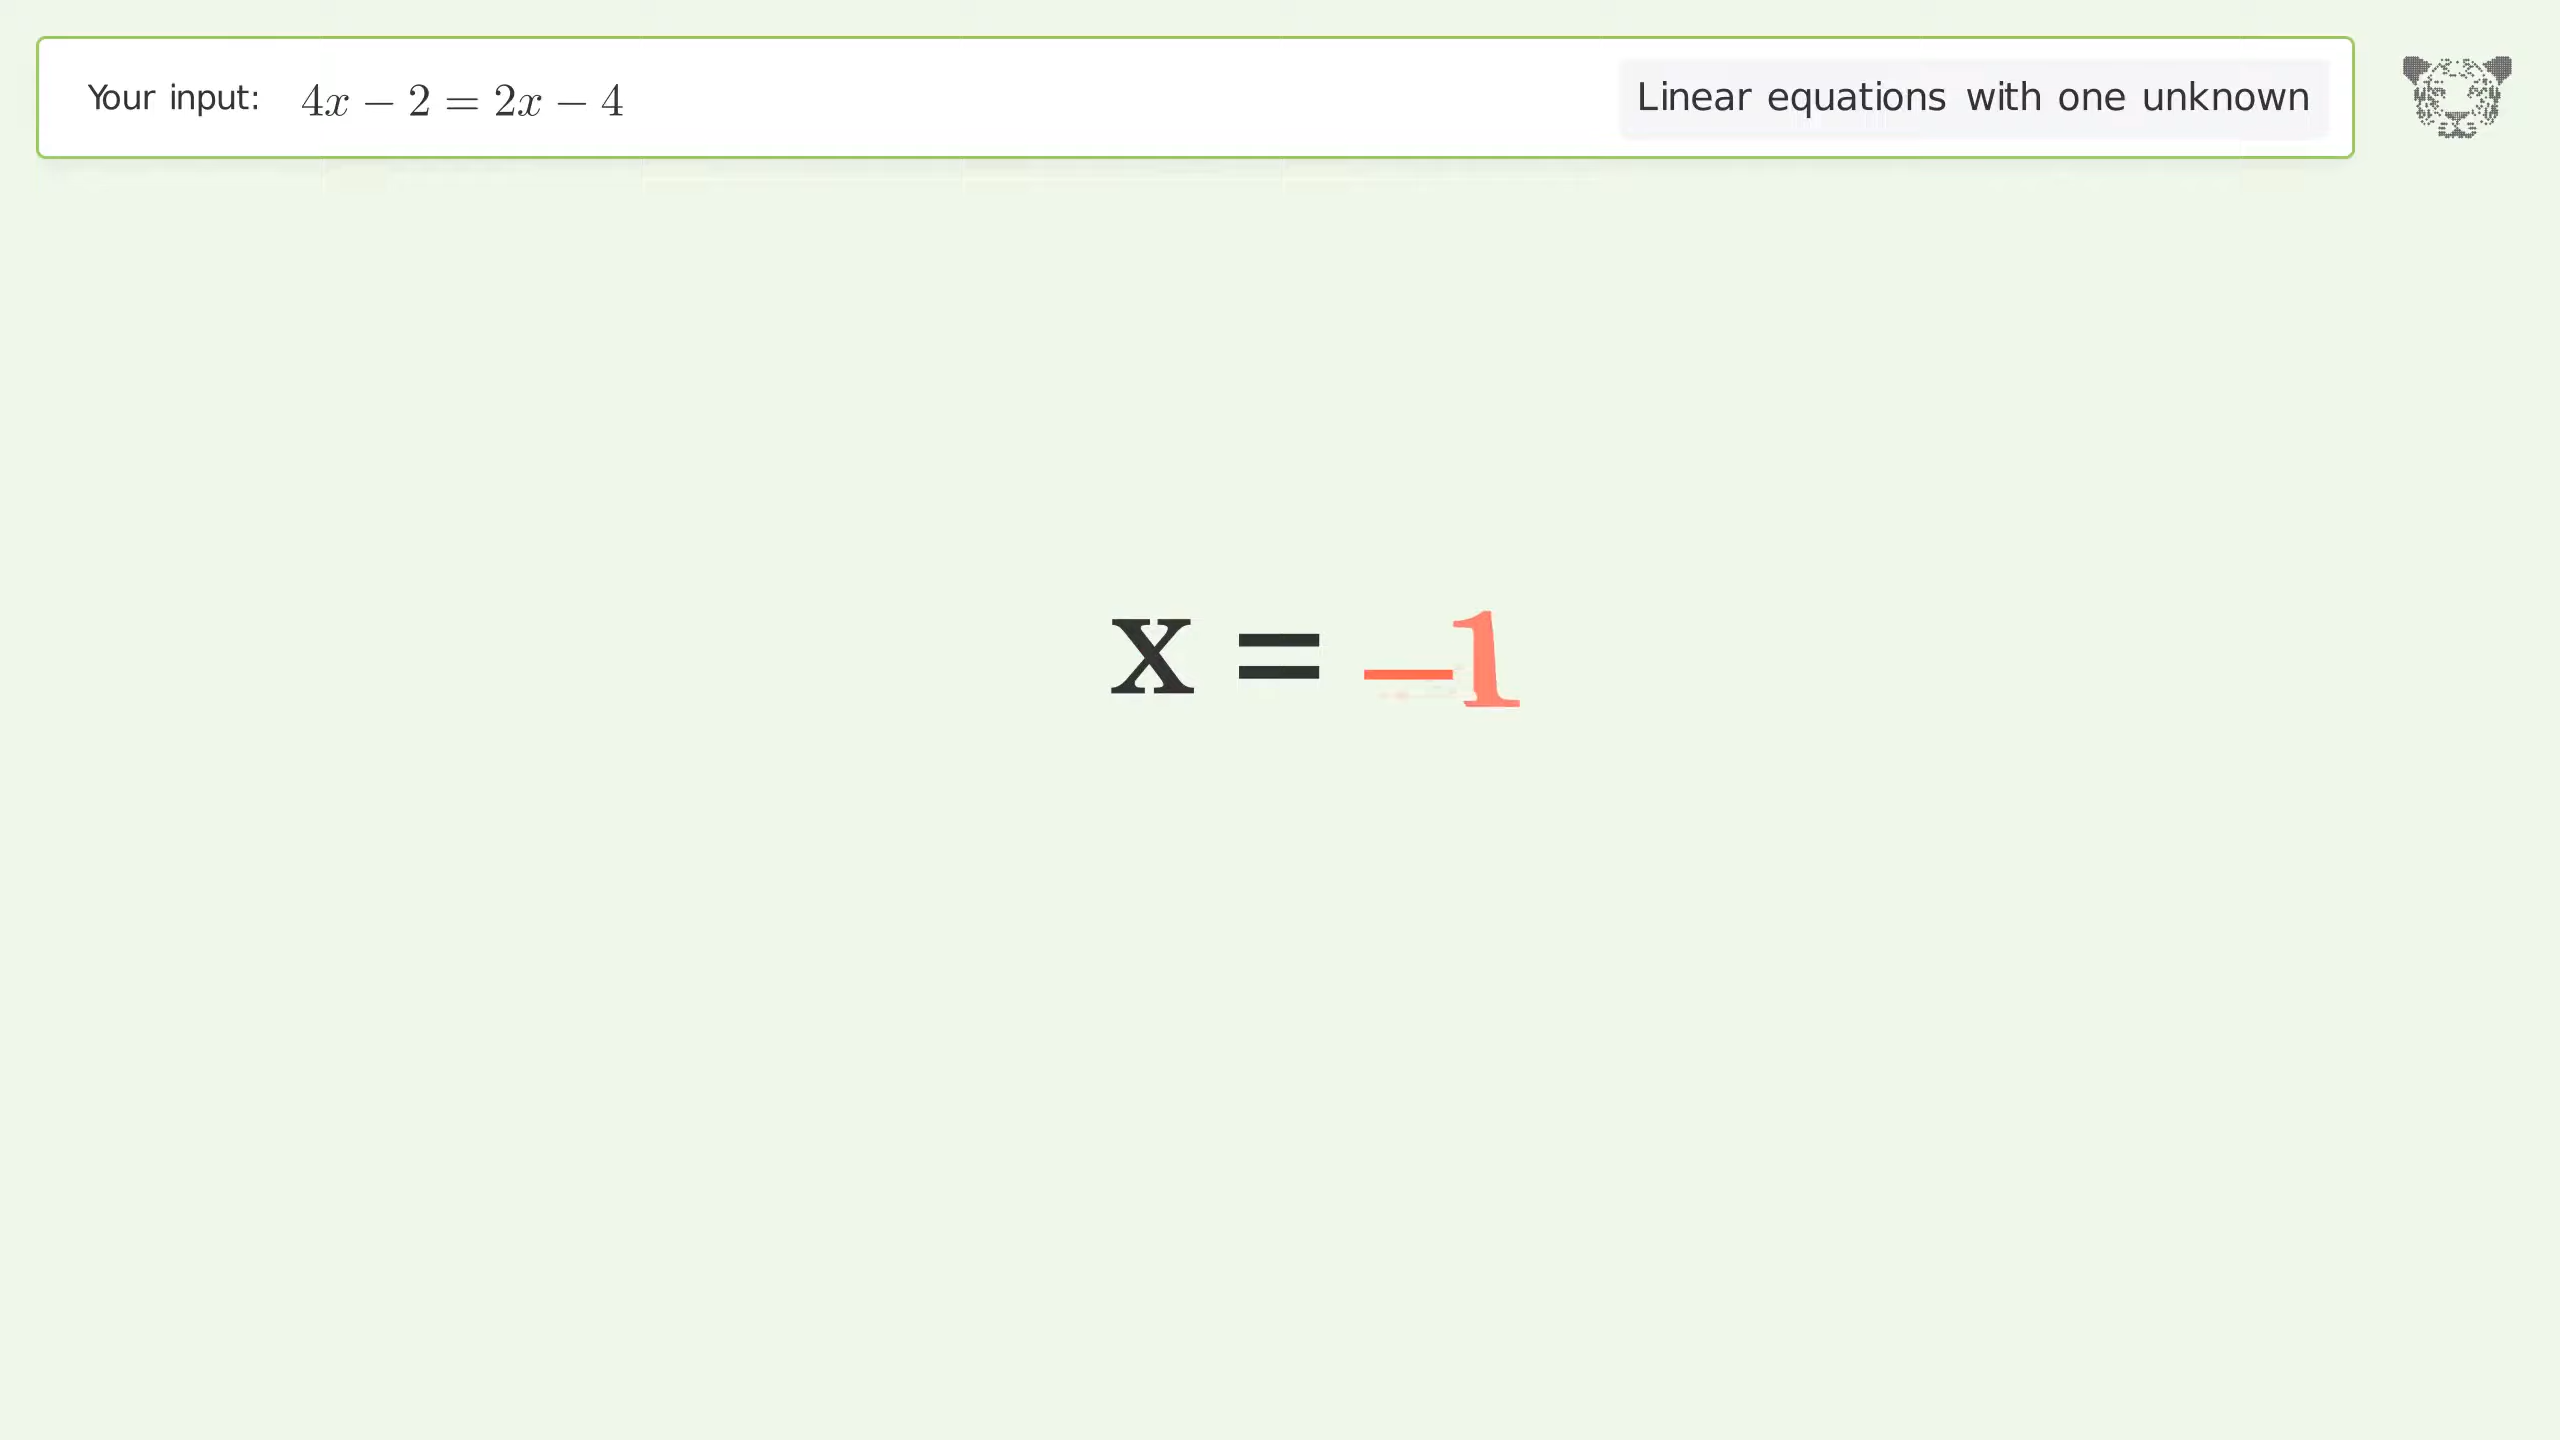 Your input: 4x − 2 = 2x − 4
Linear equations with one unknown
x = −1